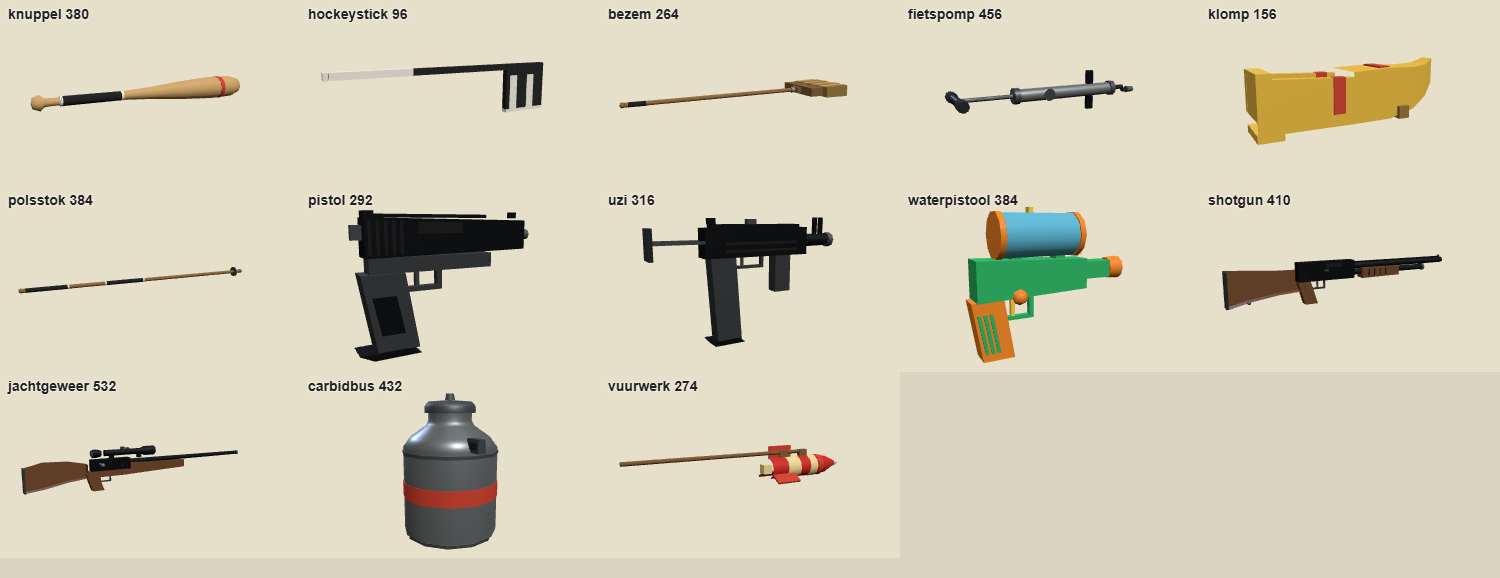 knuppel 380
hockeystick 96
bezem 264
fietspomp 456
klomp 156
polsstok 384
pistol 292
uzi 316
waterpistool 384
shotgun 410
jachtgeweer 532
carbidbus 432
vuurwerk 274